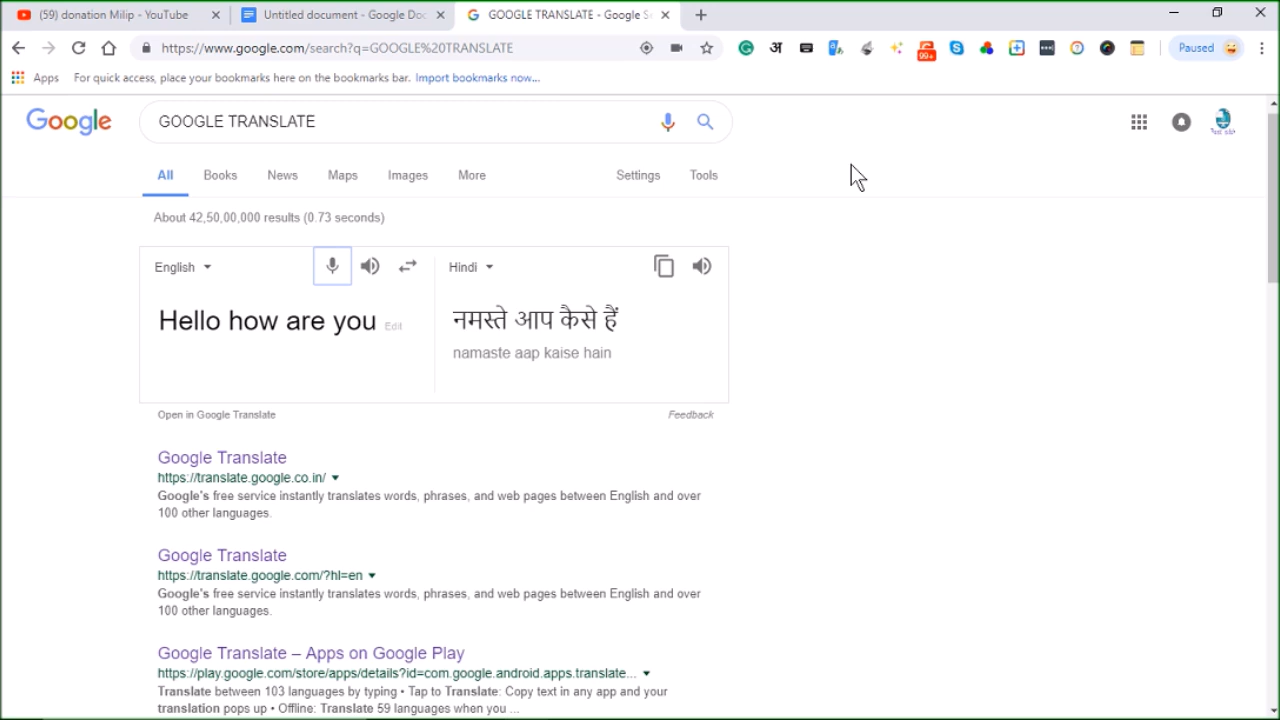 (59) donation Milip - YouTube
Untitled document - Google Doc
GOOGLE TRANSLATE - Google S
https://www.google.com/search?q=GOOGLE%20TRANSLATE
अ
99+
Paused
Apps
For quick access, place your bookmarks here on the bookmarks bar. Import bookmarks now...
Google
GOOGLE TRANSLATE
All Books News Maps Images More Settings Tools
About 42,50,00,000 results (0.73 seconds)
English
Hindi
Hello how are you Edit
नमस्ते आप कैसे हैं
namaste aap kaise hain
Open in Google Translate
Feedback
Google Translate
https://translate.google.co.in/
Google's free service instantly translates words, phrases, and web pages between English and over
100 other languages.
Google Translate
https://translate.google.com/?hl=en
Google's free service instantly translates words, phrases, and web pages between English and over
100 other languages.
Google Translate – Apps on Google Play
https://play.google.com/store/apps/details?id=com.google.android.apps.translate...
Translate between 103 languages by typing • Tap to Translate: Copy text in any app and your
translation pops up • Offline: Translate 59 languages when you ...